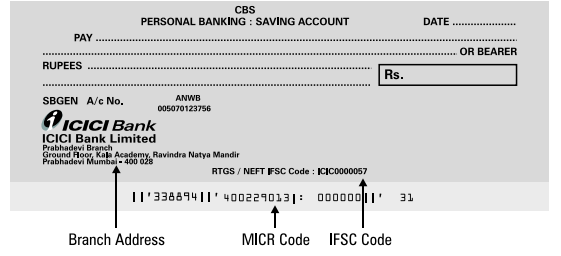 CBS
PERSONAL BANKING : SAVING ACCOUNT DATE ...................
PAY ....................................................................................................
.................................................................................................... OR BEARER
RUPEES ....................................................................................
.................................................................................................... Rs.
SBGEN A/c No. ANWB
005070123756
ICICI Bank
ICICI Bank Limited
Prabhadevi Branch
Ground Floor, Kala Academy, Ravindra Natya Mandir
Prabhadevi Mumbai - 400 028
RTGS / NEFT IFSC Code : ICIC0000057
||'338894||' 400229013|: 000000||' 31
Branch Address MICR Code IFSC Code